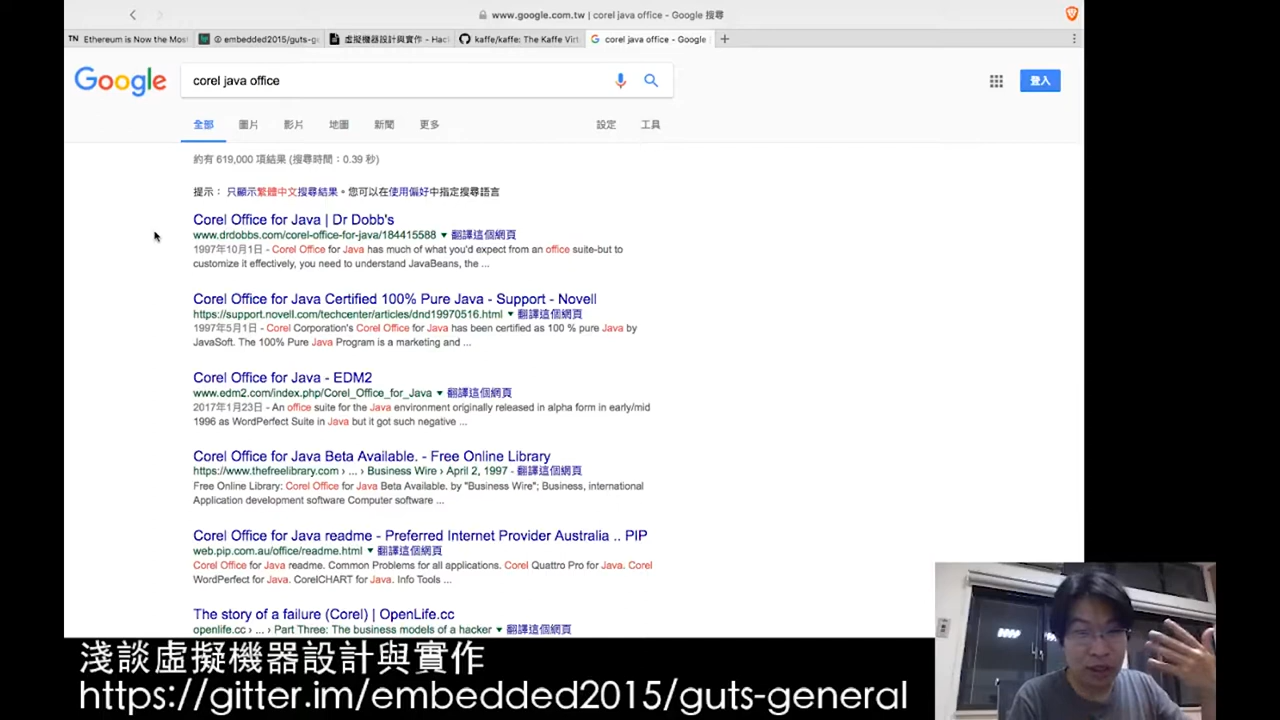 www.google.com.tw | corel java office - Google 搜尋
TN Ethereum is Now the Mos
embedded2015/guts-g
虛擬機器設計與實作 - Hac
kaffe/kaffe: The Kaffe Virt
corel java office - Google
Google
corel java office
登入
全部 圖片 影片 地圖 新聞 更多 設定 工具
約有 619,000 項結果 (搜尋時間：0.39 秒)
提示： 只顯示繁體中文搜尋結果。您可以在使用偏好中指定搜尋語言
Corel Office for Java | Dr Dobb's
www.drdobbs.com/corel-office-for-java/184415588 ▼ 翻譯這個網頁
1997年10月1日 - Corel Office for Java has much of what you'd expect from an office suite-but to
customize it effectively, you need to understand JavaBeans, the ...
Corel Office for Java Certified 100% Pure Java - Support - Novell
https://support.novell.com/techcenter/articles/dnd19970516.html ▼ 翻譯這個網頁
1997年5月1日 - Corel Corporation's Corel Office for Java has been certified as 100 % pure Java by
JavaSoft. The 100% Pure Java Program is a marketing and ...
Corel Office for Java - EDM2
www.edm2.com/index.php/Corel_Office_for_Java ▼ 翻譯這個網頁
2017年1月23日 - An office suite for the Java environment originally released in alpha form in early/mid
1996 as WordPerfect Suite in Java but it got such negative ...
Corel Office for Java Beta Available. - Free Online Library
https://www.thefreelibrary.com › ... › Business Wire › April 2, 1997 - 翻譯這個網頁
Free Online Library: Corel Office for Java Beta Available. by "Business Wire"; Business, international
Application development software Computer software ...
Corel Office for Java readme - Preferred Internet Provider Australia .. PIP
web.pip.com.au/office/readme.html ▼ 翻譯這個網頁
Corel Office for Java readme. Common Problems for all applications. Corel Quattro Pro for Java. Corel
WordPerfect for Java. CorelCHART for Java. Info Tools ...
The story of a failure (Corel) | OpenLife.cc
openlife.cc › ... › Part Three: The business models of a hacker ▼ 翻譯這個網頁
淺談虛擬機器設計與實作
https://gitter.im/embedded2015/guts-general